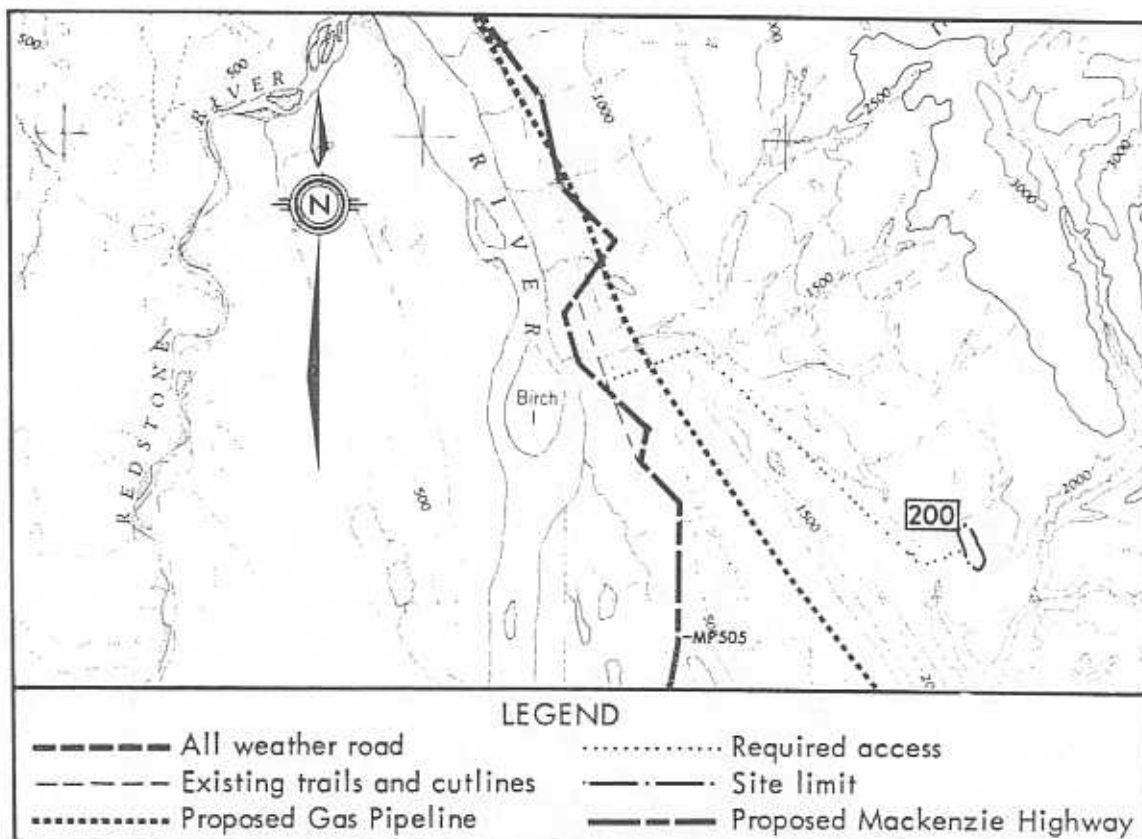 500
500
RIVER
N
REDSTONE
500
RIVER
Birch
1000
2500
3000
3000
1500
1500
2000
200
MP505
LEGEND
All weather road
Existing trails and cutlines
Proposed Gas Pipeline
Required access
Site limit
Proposed Mackenzie Highway